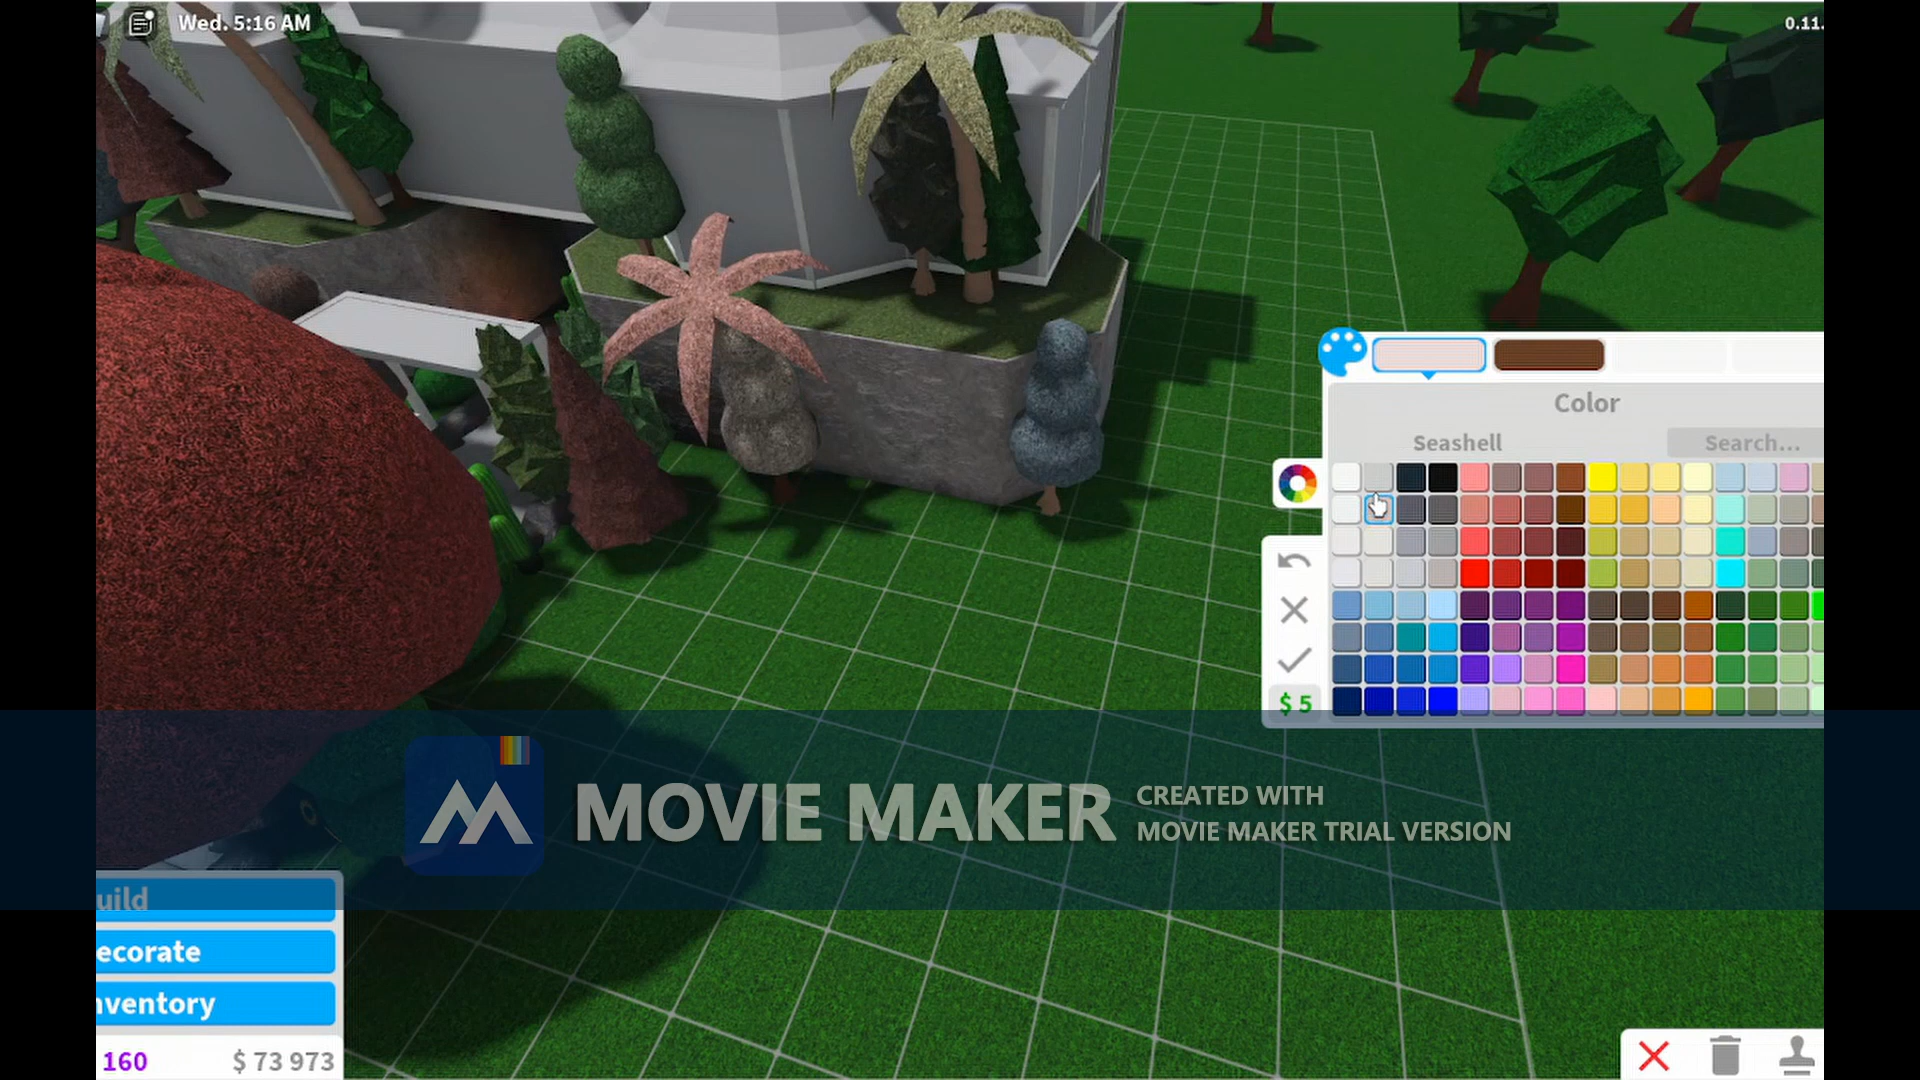 Wed. 5:16 AM
0.11.
Color
Seashell
Search...
$ 5
MOVIE MAKER
CREATED WITH
MOVIE MAKER TRIAL VERSION
uild
ecorate
nventory
160
$ 73 973